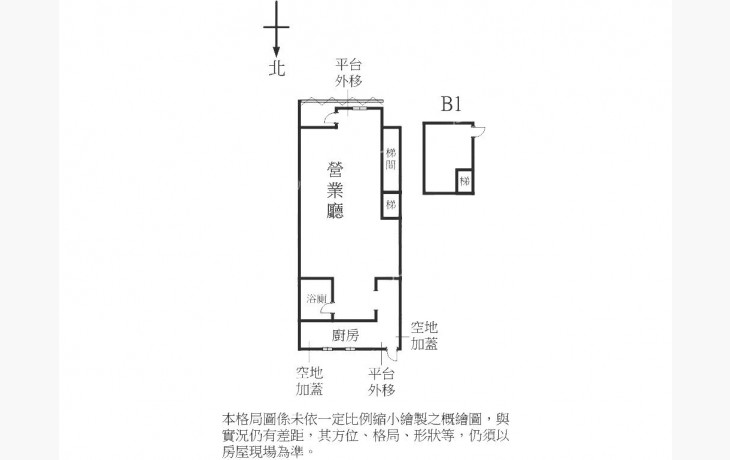 北
平台
外移
B1
梯
間
營業廳
梯
梯
浴廁
廚房
空地
加蓋
空地
加蓋
平台
外移
本格局圖係未依一定比例縮小繪製之概繪圖，與
實況仍有差距，其方位、格局、形狀等，仍須以
房屋現場為準。